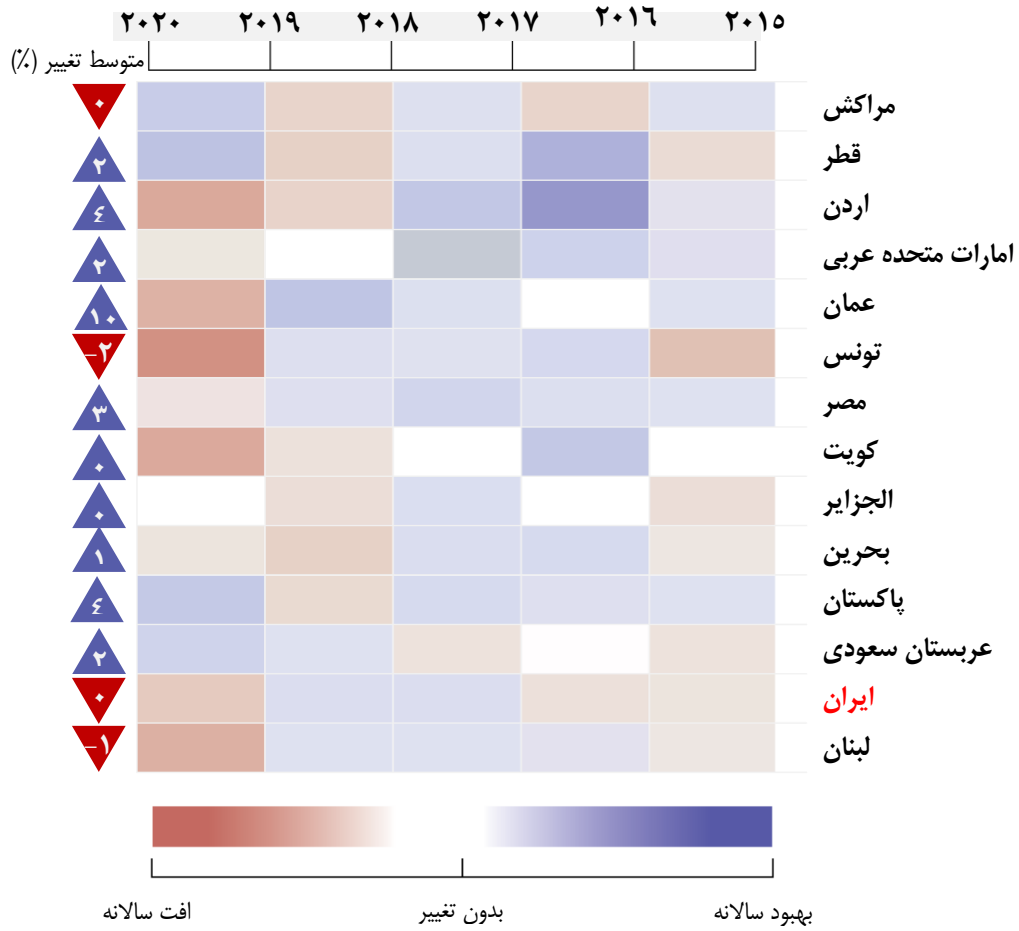 ۲۰۱۵ ۲۰۱۶ ۲۰۱۷ ۲۰۱۸ ۲۰۱۹ ۲۰۲۰
متوسط تغییر (٪)
مراکش ۰
قطر ۲
اردن ٤
امارات متحده عربی ۲
عمان ۱۰
تونس -۲
مصر ۳
کویت ۰
الجزایر ۰
بحرین ۱
پاکستان ٤
عربستان سعودی ۲
ایران ۰
لبنان -۱
بهبود سالانه بدون تغییر افت سالانه